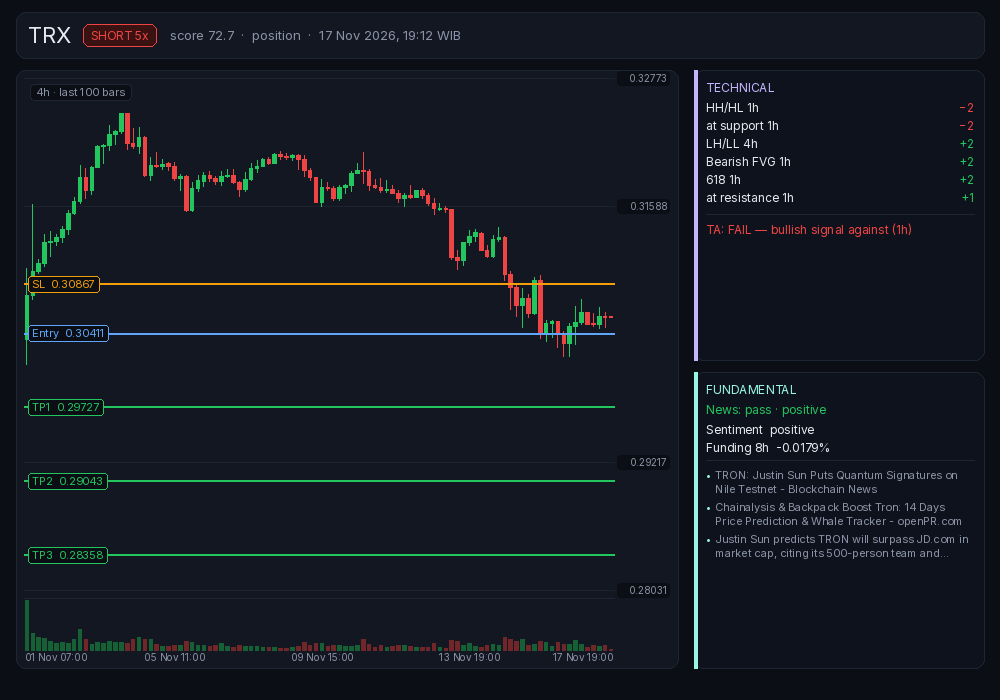 TRX SHORT 5x score 72.7 · position · 17 Nov 2026, 19:12 WIB
4h · last 100 bars
0.32773
0.31588
SL 0.30867
Entry 0.30411
TP1 0.29727
0.29217
TP2 0.29043
TP3 0.28358
0.28031
01 Nov 07:00 05 Nov 11:00 09 Nov 15:00 13 Nov 19:00 17 Nov 19:00
TECHNICAL
HH/HL 1h −2
at support 1h −2
LH/LL 4h +2
Bearish FVG 1h +2
618 1h +2
at resistance 1h +1
TA: FAIL — bullish signal against (1h)
FUNDAMENTAL
News: pass · positive
Sentiment positive
Funding 8h -0.0179%
• TRON: Justin Sun Puts Quantum Signatures on
Nile Testnet - Blockchain News
• Chainalysis & Backpack Boost Tron: 14 Days
Price Prediction & Whale Tracker - openPR.com
• Justin Sun predicts TRON will surpass JD.com in
market cap, citing its 500-person team and…